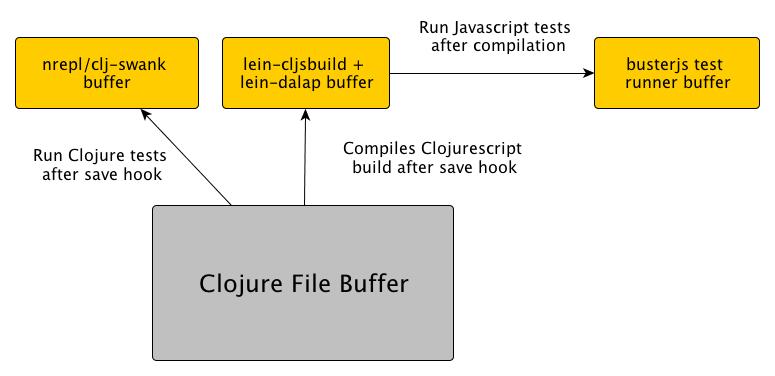 Run Javascript tests
after compilation
nrepl/clj-swank
buffer
lein-cljsbuild +
lein-dalap buffer
busterjs test
runner buffer
Run Clojure tests
after save hook
Compiles Clojurescript
build after save hook
Clojure File Buffer